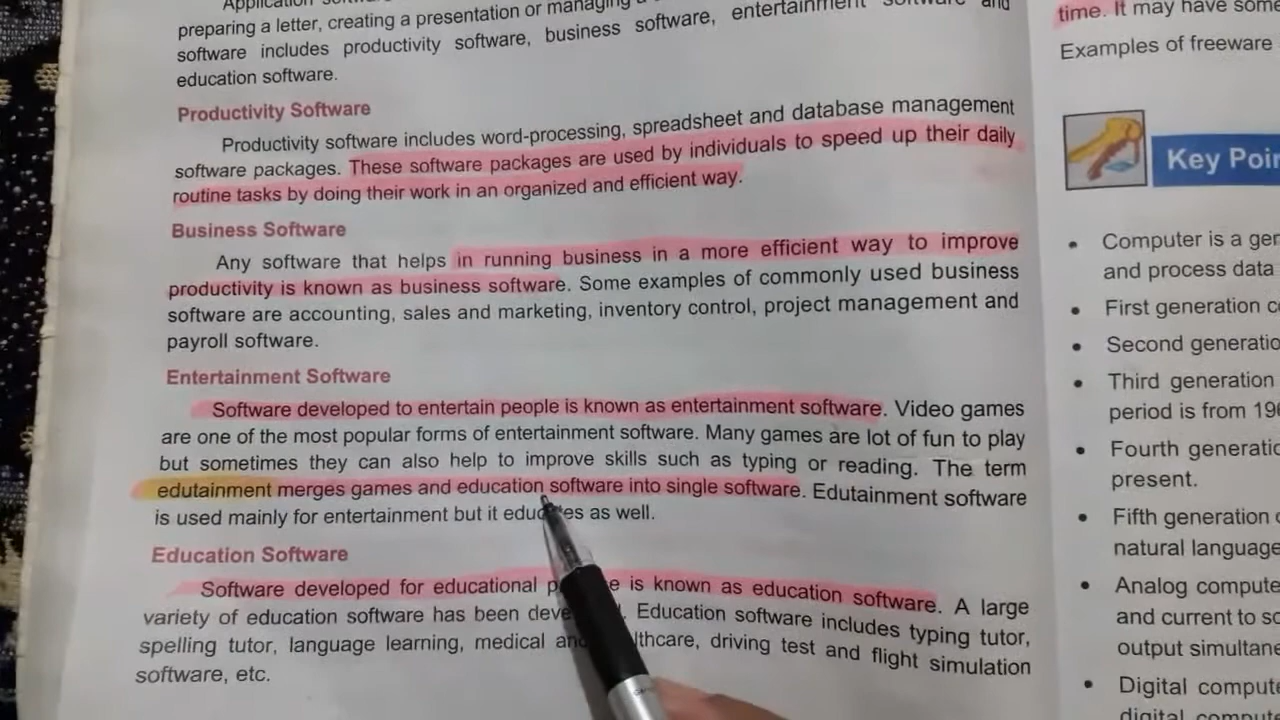 Application
preparing a letter, creating a presentation or managing a
software includes productivity software, business software, entertainment software and
education software.
Productivity Software
Productivity software includes word-processing, spreadsheet and database management
software packages. These software packages are used by individuals to speed up their daily
routine tasks by doing their work in an organized and efficient way.
Business Software
Any software that helps in running business in a more efficient way to improve
productivity is known as business software. Some examples of commonly used business
software are accounting, sales and marketing, inventory control, project management and
payroll software.
Entertainment Software
Software developed to entertain people is known as entertainment software. Video games
are one of the most popular forms of entertainment software. Many games are lot of fun to play
but sometimes they can also help to improve skills such as typing or reading. The term
edutainment merges games and education software into single software. Edutainment software
is used mainly for entertainment but it educates as well.
Education Software
Software developed for educational is known as education software. A large
variety of education software has been Education software includes typing tutor,
spelling tutor, language learning, medical and driving test and flight simulation
software, etc.
time. It may have some
Examples of freeware
Key Poin
• Computer is a gen
and process data
• First generation co
• Second generatio
• Third generation
period is from 196
• Fourth generatio
present.
• Fifth generation
natural language
• Analog compute
and current to so
output simultane
• Digital compute
digital compute